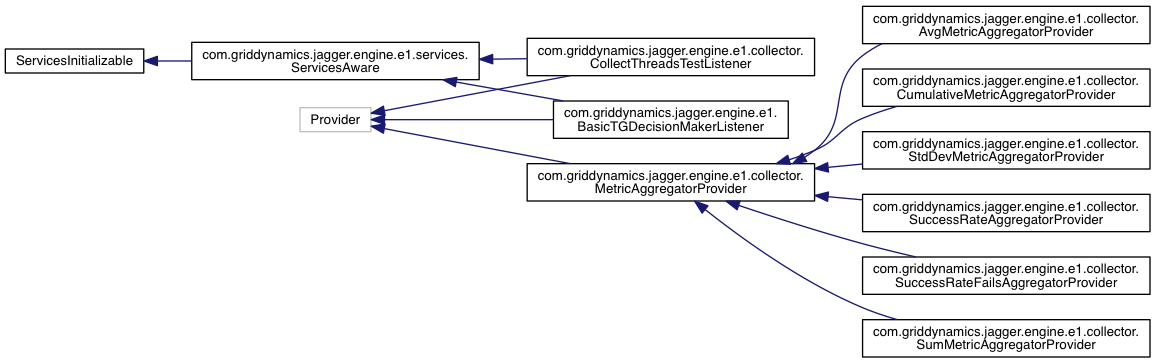 ServicesInitializable
com.griddynamics.jagger.engine.e1.services.
ServicesAware
Provider
com.griddynamics.jagger.engine.e1.collector.
CollectThreadsTestListener
com.griddynamics.jagger.engine.e1.
BasicTGDecisionMakerListener
com.griddynamics.jagger.engine.e1.collector.
MetricAggregatorProvider
com.griddynamics.jagger.engine.e1.collector.
AvgMetricAggregatorProvider
com.griddynamics.jagger.engine.e1.collector.
CumulativeMetricAggregatorProvider
com.griddynamics.jagger.engine.e1.collector.
StdDevMetricAggregatorProvider
com.griddynamics.jagger.engine.e1.collector.
SuccessRateAggregatorProvider
com.griddynamics.jagger.engine.e1.collector.
SuccessRateFailsAggregatorProvider
com.griddynamics.jagger.engine.e1.collector.
SumMetricAggregatorProvider